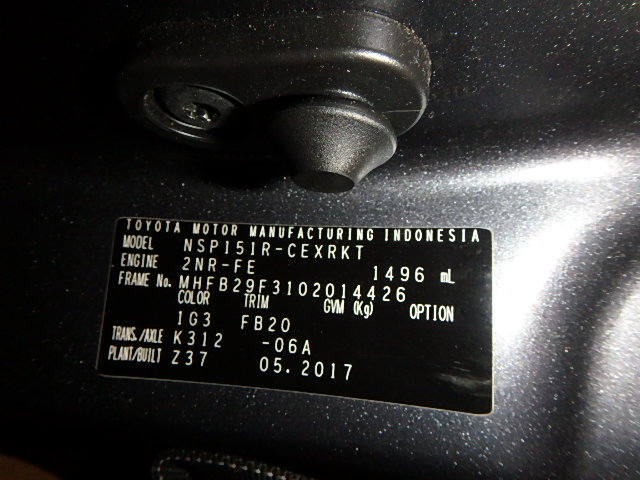 TOYOTA MOTOR MANUFACTURING INDONESIA
MODEL NSP151R-CEXRKT
ENGINE 2NR-FE 1496 mL
FRAME No. MHFB29F3102014426
COLOR TRIM GVM (Kg) OPTION
1G3 FB20
TRANS./AXLE K312 -06A
PLANT/BUILT Z37 05.2017